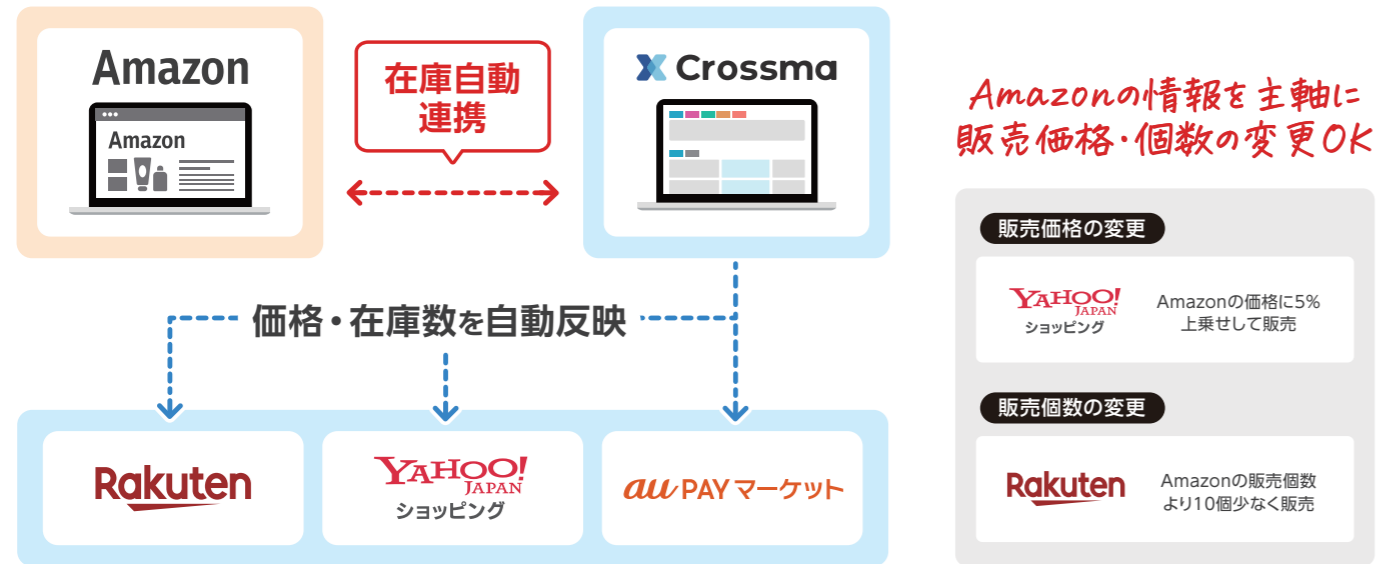 Amazon
Amazon
在庫自動
連携
Crossma
価格・在庫数を自動反映
Rakuten
YAHOO!
JAPAN
ショッピング
au PAY マーケット
Amazonの情報を主軸に
販売価格・個数の変更OK
販売価格の変更
YAHOO!
JAPAN
ショッピング
Amazonの価格に5%
上乗せして販売
販売個数の変更
Rakuten
Amazonの販売個数
より10個少なく販売